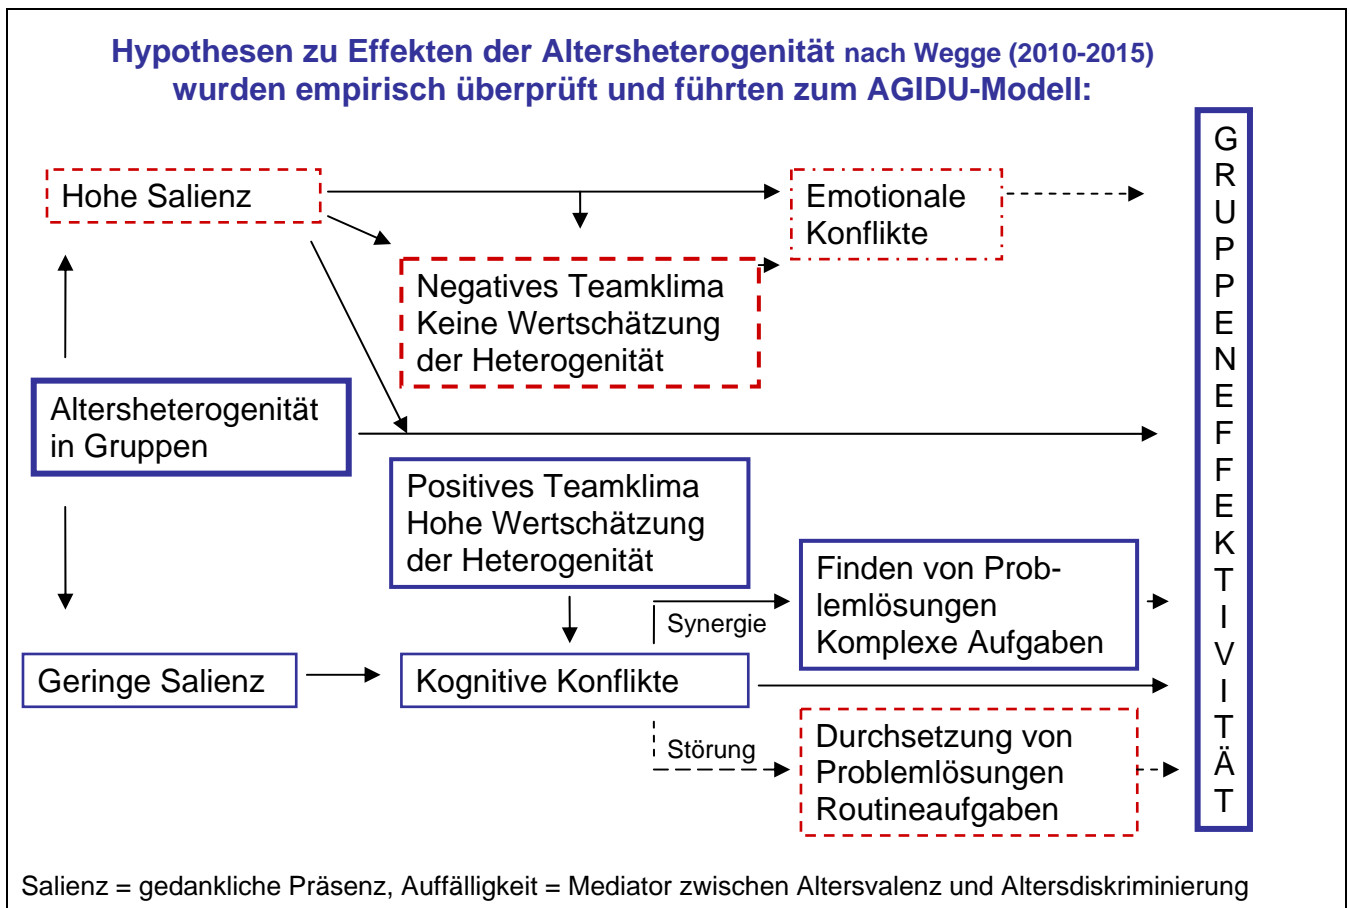 Hypothesen zu Effekten der Altersheterogenität nach Wegge (2010-2015)
wurden empirisch überprüft und führten zum AGIDU-Modell:
Hohe Salienz
Emotionale
Konflikte
Negatives Teamklima
Keine Wertschätzung
der Heterogenität
Altersheterogenität
in Gruppen
Positives Teamklima
Hohe Wertschätzung
der Heterogenität
Synergie
Finden von Prob-
lemlösungen
Komplexe Aufgaben
Geringe Salienz
Kognitive Konflikte
Störung
Durchsetzung von
Problemlösungen
Routineaufgaben
GRUPPENEFFEKTIVITÄT
Salienz = gedankliche Präsenz, Auffälligkeit = Mediator zwischen Altersvalenz und Altersdiskriminierung